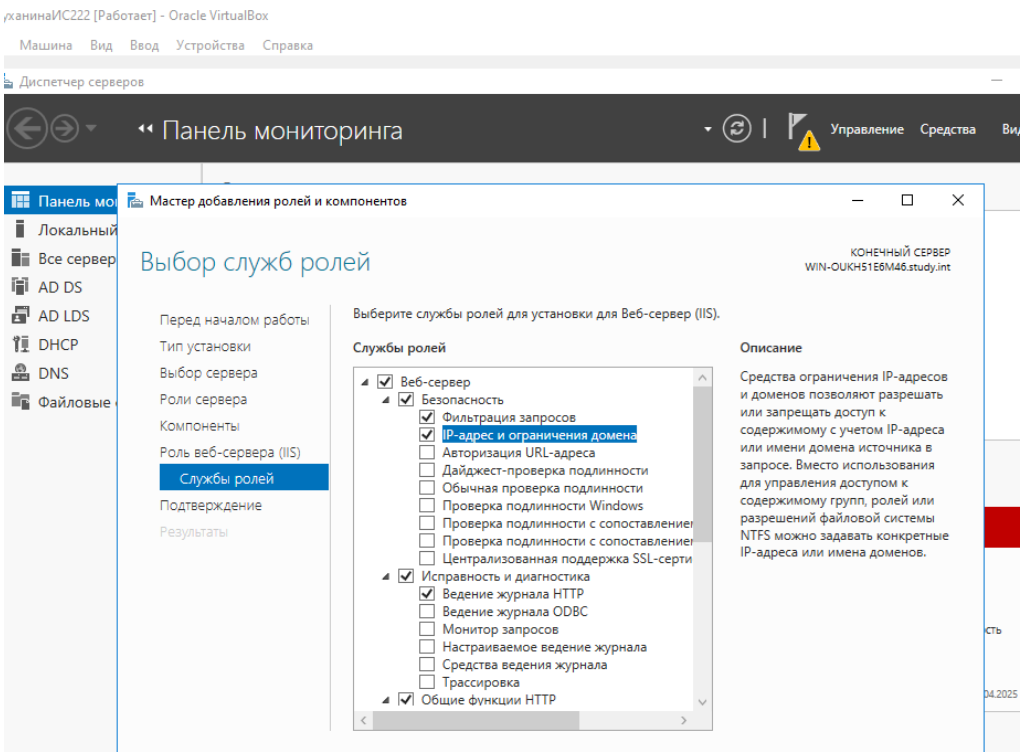 уханинаИС222 [Работает] - Oracle VirtualBox
Машина Вид Ввод Устройства Справка
Диспетчер серверов
Панель мониторинга
Управление Средства Вид
Панель мо
Локальный
Все сервер
AD DS
AD LDS
DHCP
DNS
Файловые
Мастер добавления ролей и компонентов
Выбор служб ролей
КОНЕЧНЫЙ СЕРВЕР
WIN-OUKH51E6M46.study.int
Перед началом работы
Тип установки
Выбор сервера
Роли сервера
Компоненты
Роль веб-сервера (IIS)
Службы ролей
Подтверждение
Результаты
Выберите службы ролей для установки для Веб-сервер (IIS).
Службы ролей
Веб-сервер
Безопасность
Фильтрация запросов
IP-адрес и ограничения домена
Авторизация URL-адреса
Дайджест-проверка подлинности
Обычная проверка подлинности
Проверка подлинности Windows
Проверка подлинности с сопоставление
Проверка подлинности с сопоставление
Централизованная поддержка SSL-серти
Исправность и диагностика
Ведение журнала HTTP
Ведение журнала ODBC
Монитор запросов
Настраиваемое ведение журнала
Средства ведения журнала
Трассировка
Общие функции HTTP
Описание
Средства ограничения IP-адресов
и доменов позволяют разрешать
или запрещать доступ к
содержимому с учетом IP-адреса
или имени домена источника в
запросе. Вместо использования
для управления доступом к
содержимому групп, ролей или
разрешений файловой системы
NTFS можно задавать конкретные
IP-адреса или имена доменов.
сть
04.2025